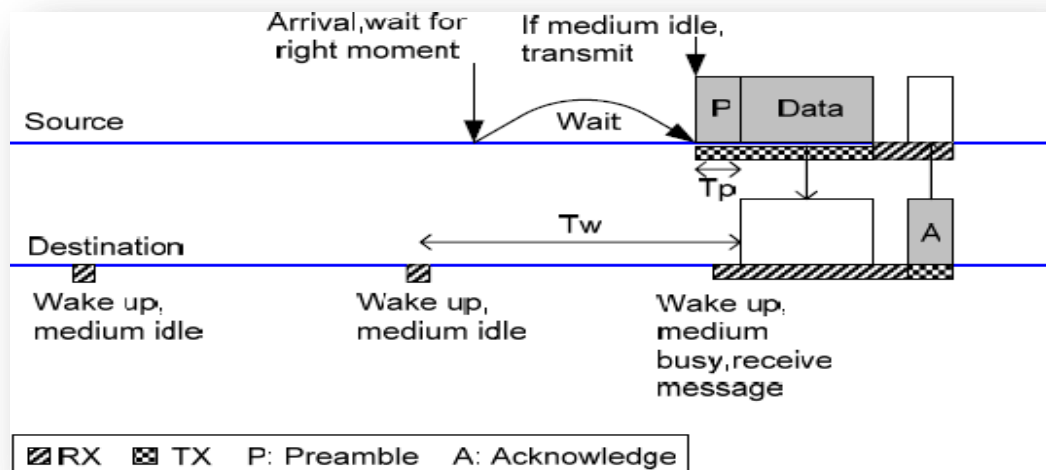 Arrival,wait for
right moment
If medium idle,
transmit
Source
Wait
P
Data
Tp
Tw
Destination
A
Wake up,
medium idle
Wake up,
medium idle
Wake up,
medium
busy,receive
message
RX TX P: Preamble A: Acknowledge